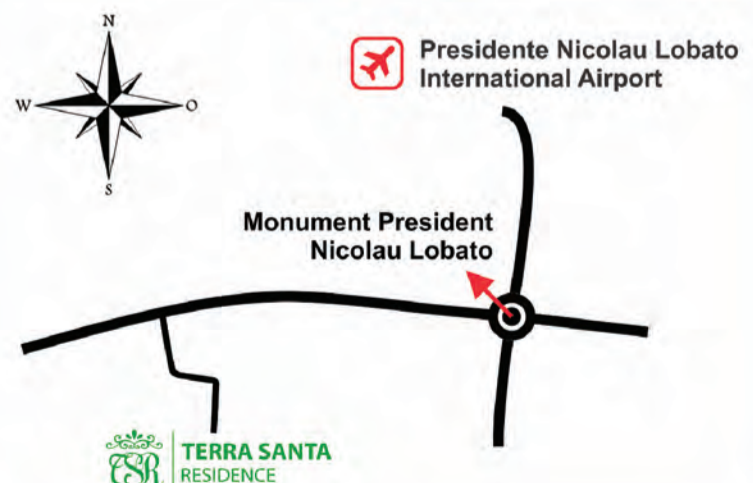 N
Presidente Nicolau Lobato
International Airport
W
O
S
Monument President
Nicolau Lobato
TSR
TERRA SANTA
RESIDENCE